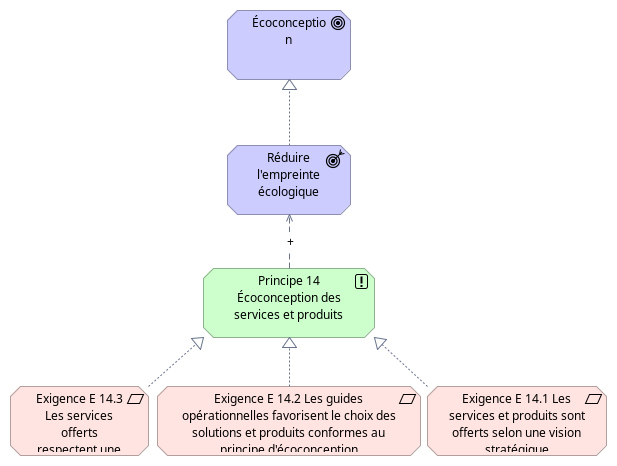 Écoconceptio
n
Réduire
l'empreinte
écologique
+
Principe 14
Écoconception des
services et produits
Exigence E 14.3
Les services
offerts
respectent une
Exigence E 14.2 Les guides
opérationnelles favorisent le choix des
solutions et produits conformes au
principe d'écoconception
Exigence E 14.1 Les
services et produits sont
offerts selon une vision
stratégique